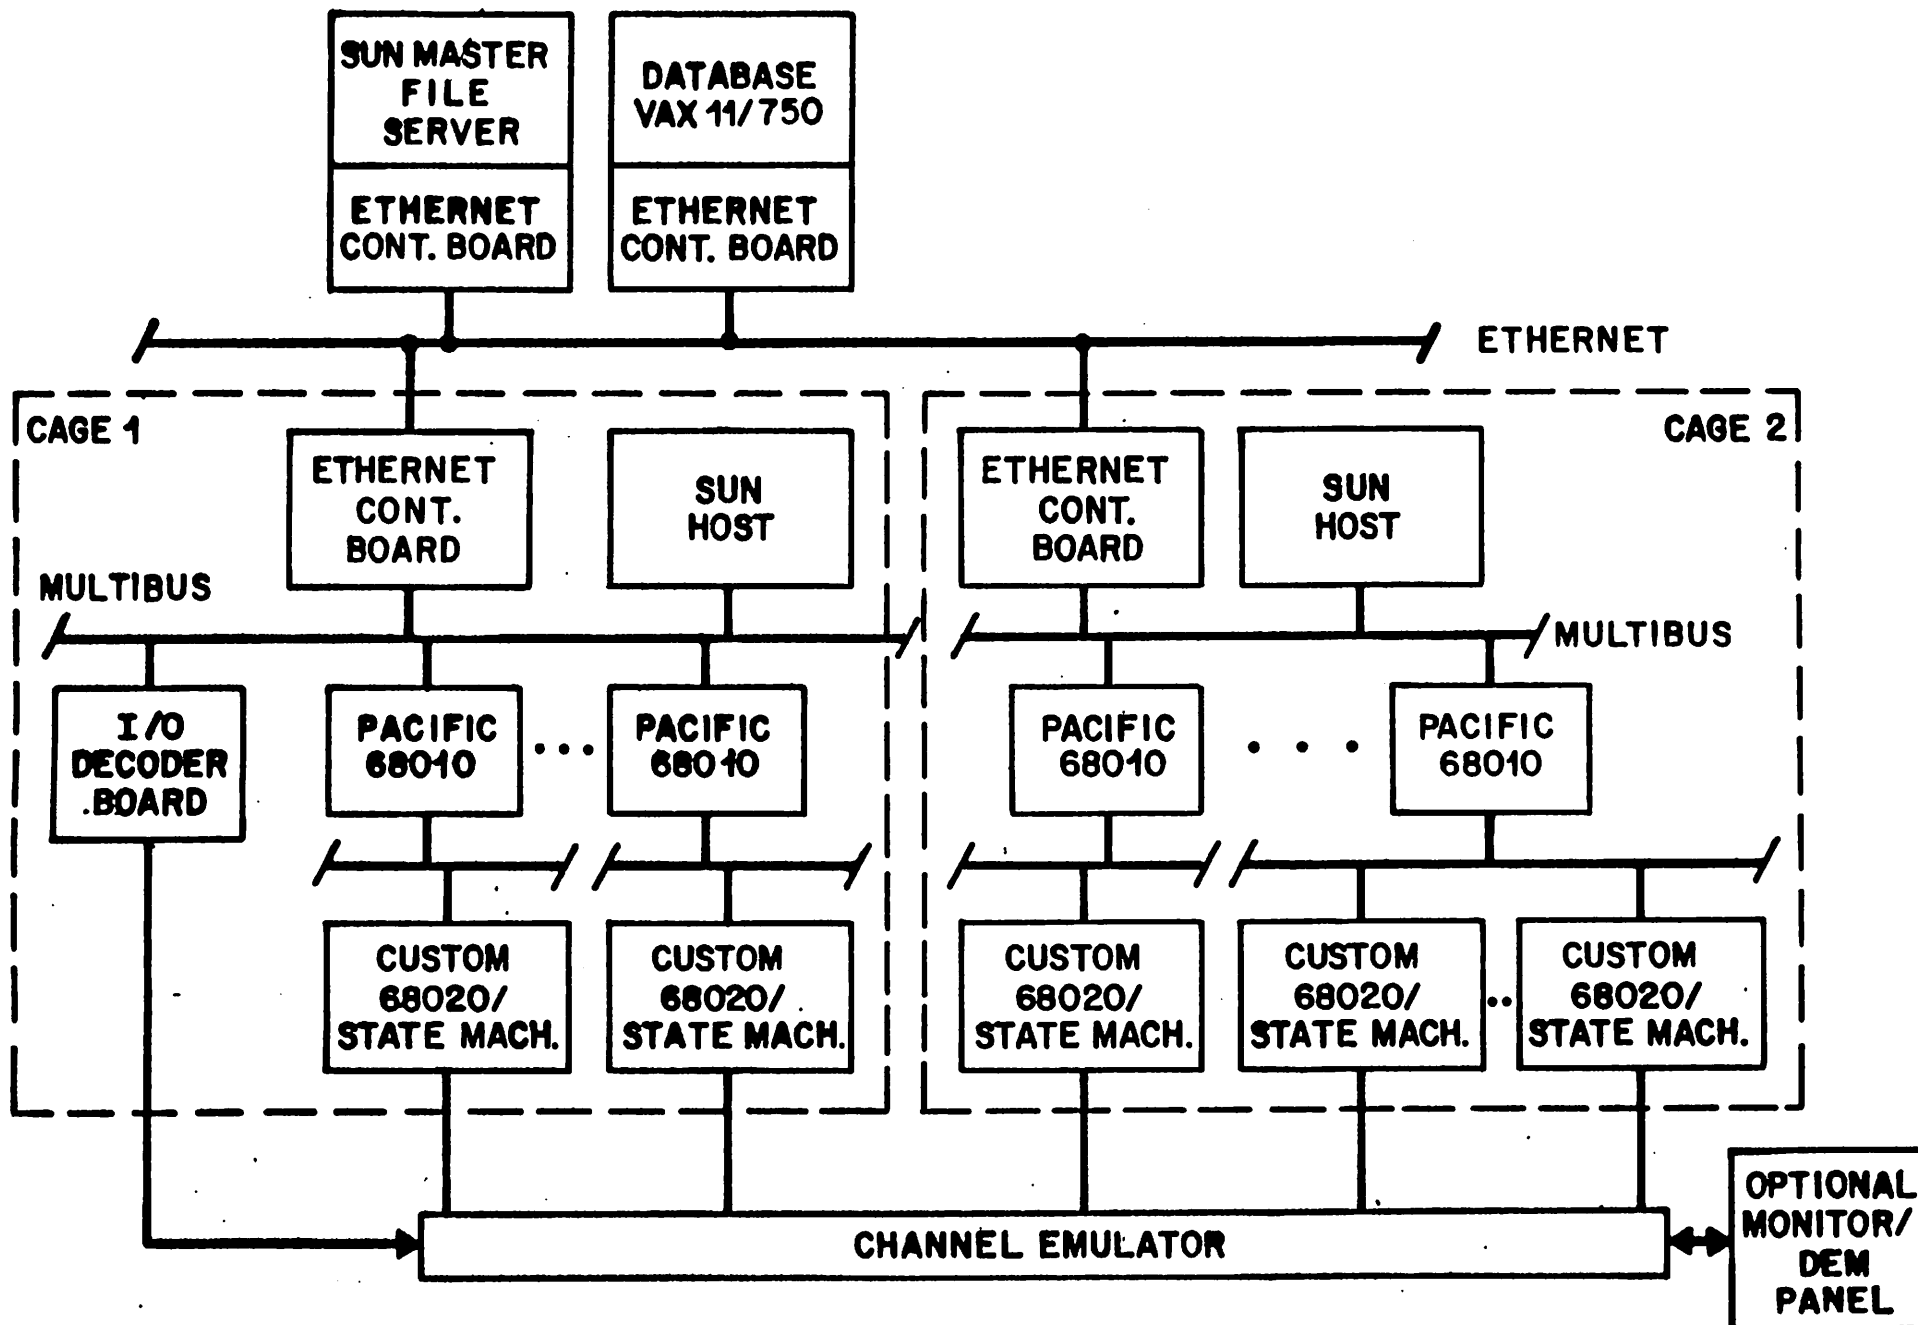 SUN MASTER
FILE
SERVER
DATABASE
VAX 11/750
ETHERNET
CONT. BOARD
ETHERNET
CONT. BOARD
ETHERNET
CAGE 1
CAGE 2
ETHERNET
CONT.
BOARD
SUN
HOST
ETHERNET
CONT.
BOARD
SUN
HOST
MULTIBUS
MULTIBUS
I/O
DECODER
BOARD
PACIFIC
68010
...
PACIFIC
68010
PACIFIC
68010
. . .
PACIFIC
68010
CUSTOM
68020/
STATE MACH.
CUSTOM
68020/
STATE MACH.
CUSTOM
68020/
STATE MACH.
CUSTOM
68020/
STATE MACH.
..
CUSTOM
68020/
STATE MACH.
CHANNEL EMULATOR
OPTIONAL
MONITOR/
DEM
PANEL